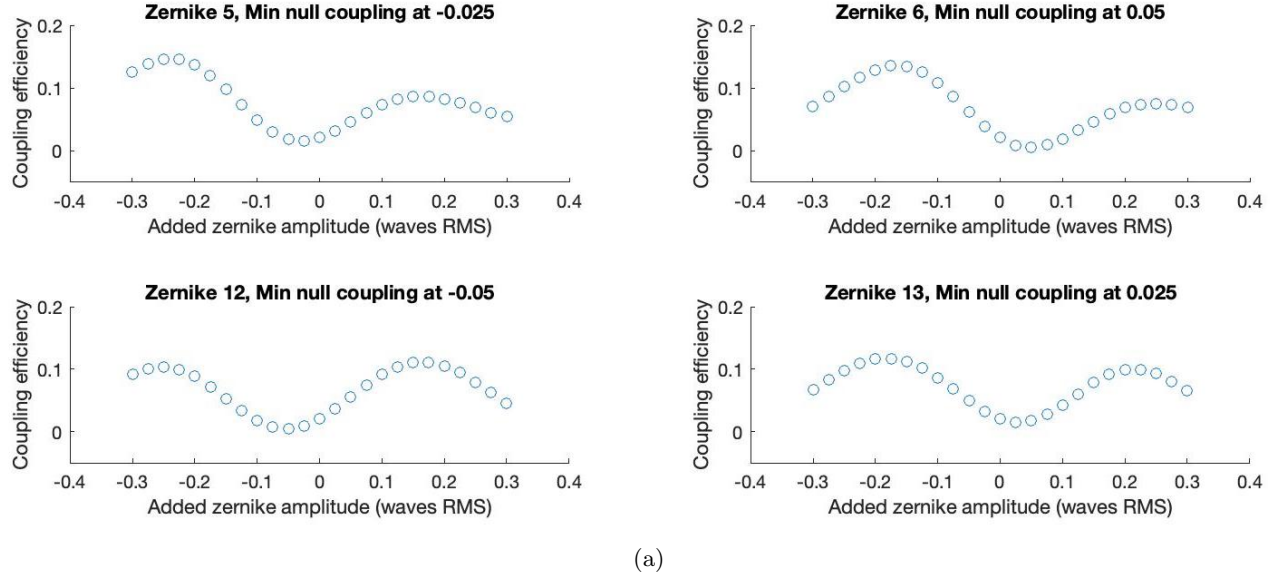 Zernike 5, Min null coupling at -0.025
Coupling efficiency
0.2
0.1
0
-0.4 -0.3 -0.2 -0.1 0 0.1 0.2 0.3 0.4
Added zernike amplitude (waves RMS)
Zernike 6, Min null coupling at 0.05
Coupling efficiency
0.2
0.1
0
-0.4 -0.3 -0.2 -0.1 0 0.1 0.2 0.3 0.4
Added zernike amplitude (waves RMS)
Zernike 12, Min null coupling at -0.05
Coupling efficiency
0.2
0.1
0
-0.4 -0.3 -0.2 -0.1 0 0.1 0.2 0.3 0.4
Added zernike amplitude (waves RMS)
Zernike 13, Min null coupling at 0.025
Coupling efficiency
0.2
0.1
0
-0.4 -0.3 -0.2 -0.1 0 0.1 0.2 0.3 0.4
Added zernike amplitude (waves RMS)
(a)